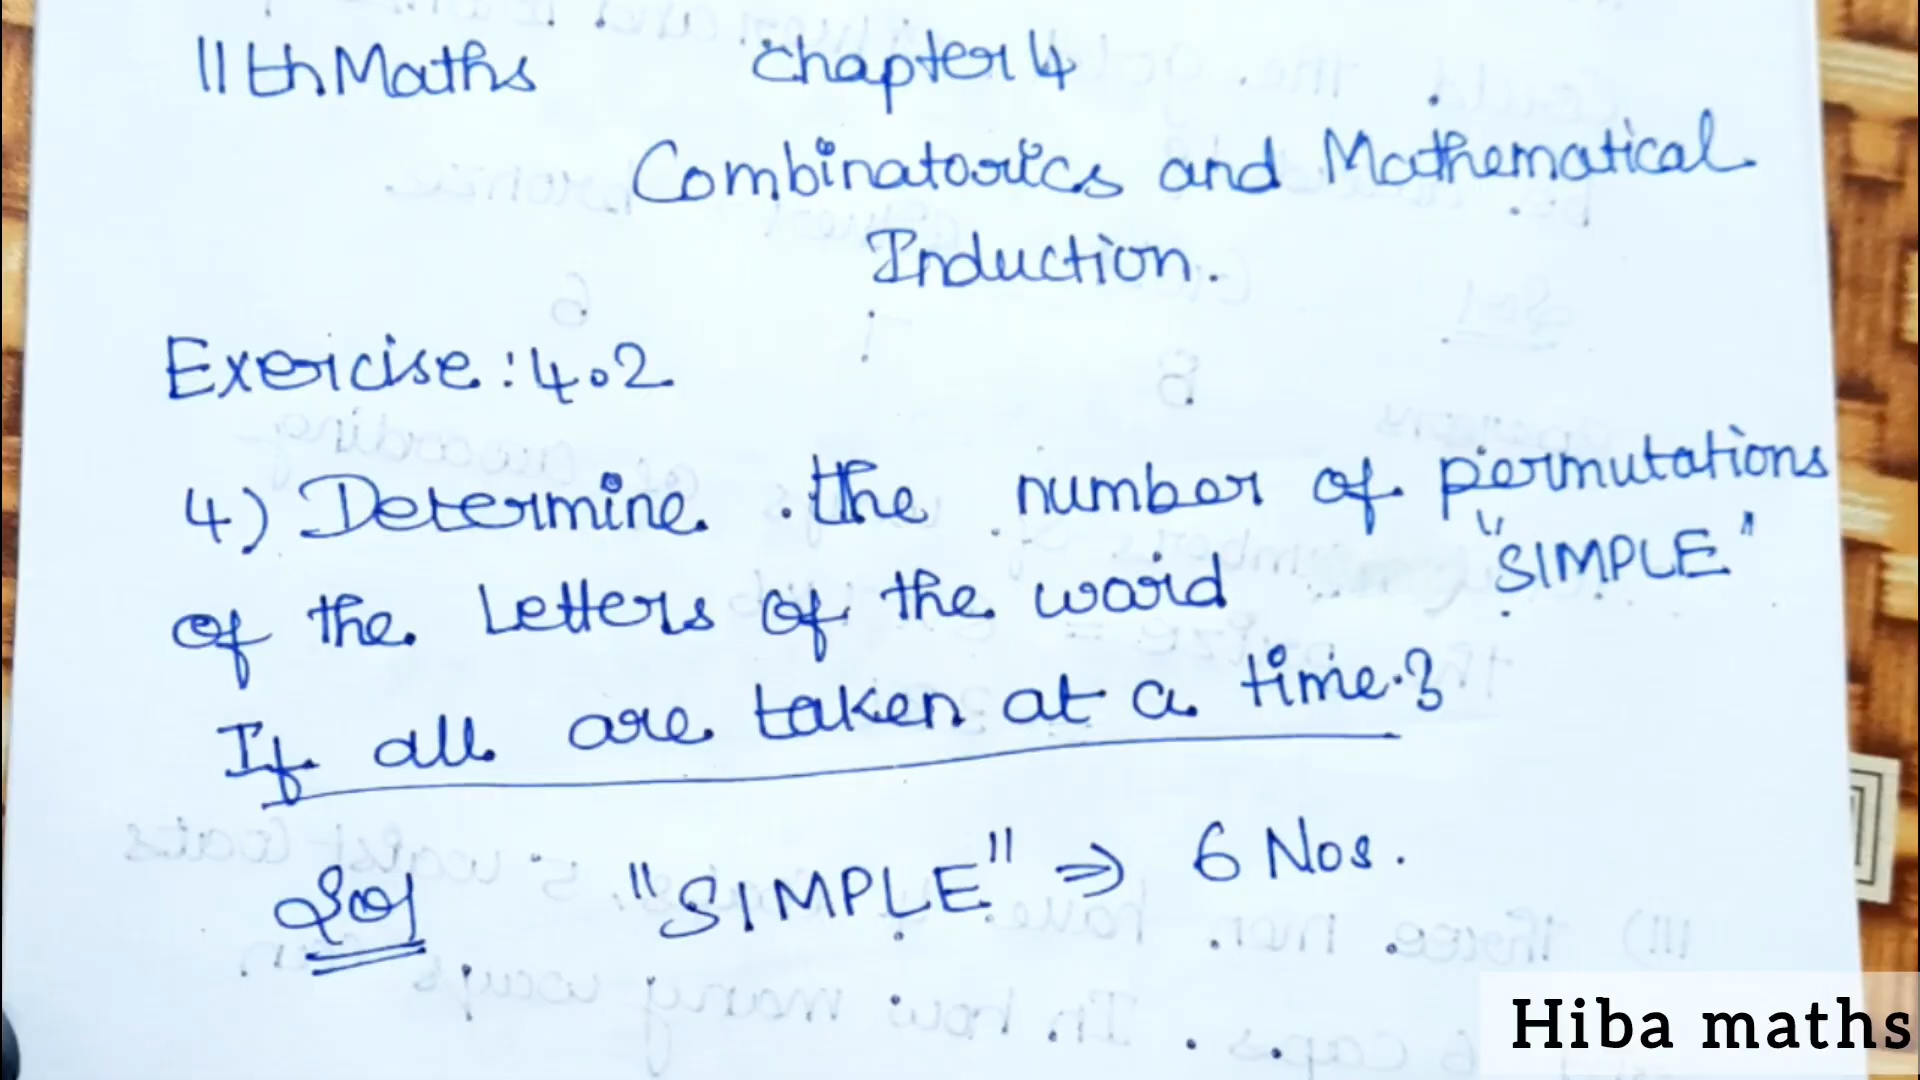 11th Maths Chapter 4
Combinatorics and Mathematical
Induction.
Exercise : 4.2
4) Determine the number of permutations
of the Letters of the word "SIMPLE"
If all are taken at a time.?
Sol "SIMPLE" ⇒ 6 Nos.
Hiba maths